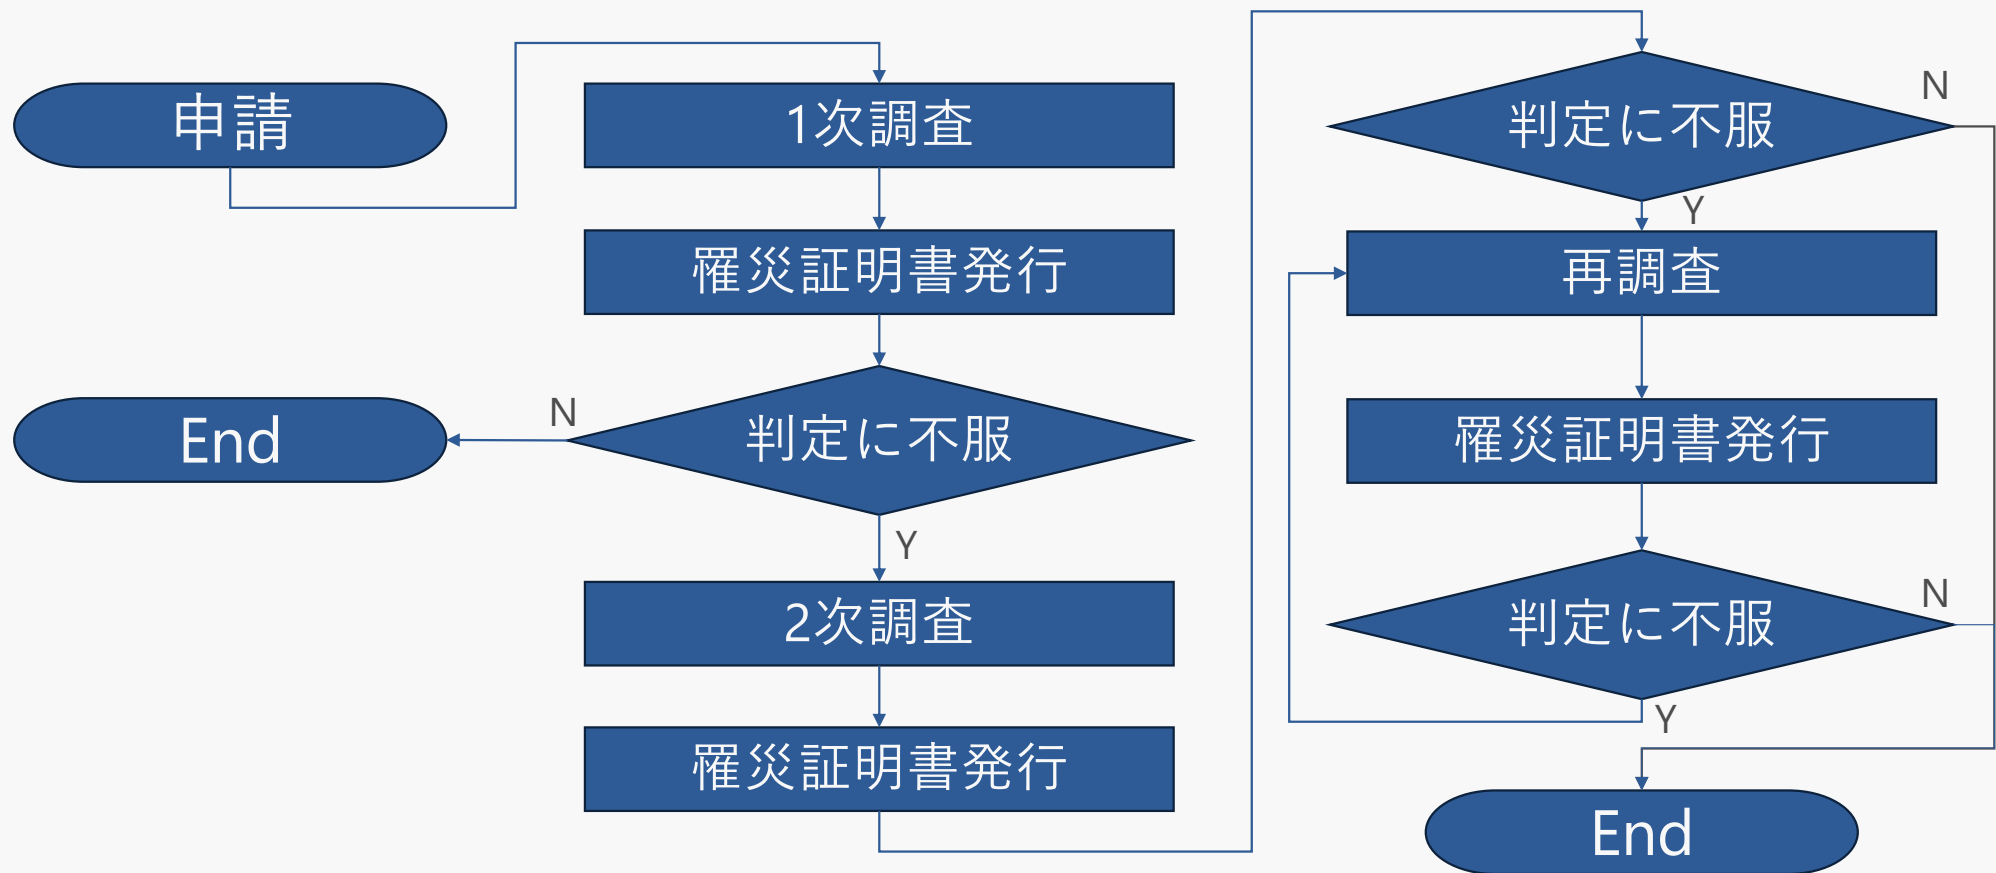 申請
1次調査
罹災証明書発行
判定に不服
N
End
Y
2次調査
罹災証明書発行
判定に不服
N
Y
再調査
罹災証明書発行
判定に不服
N
Y
End